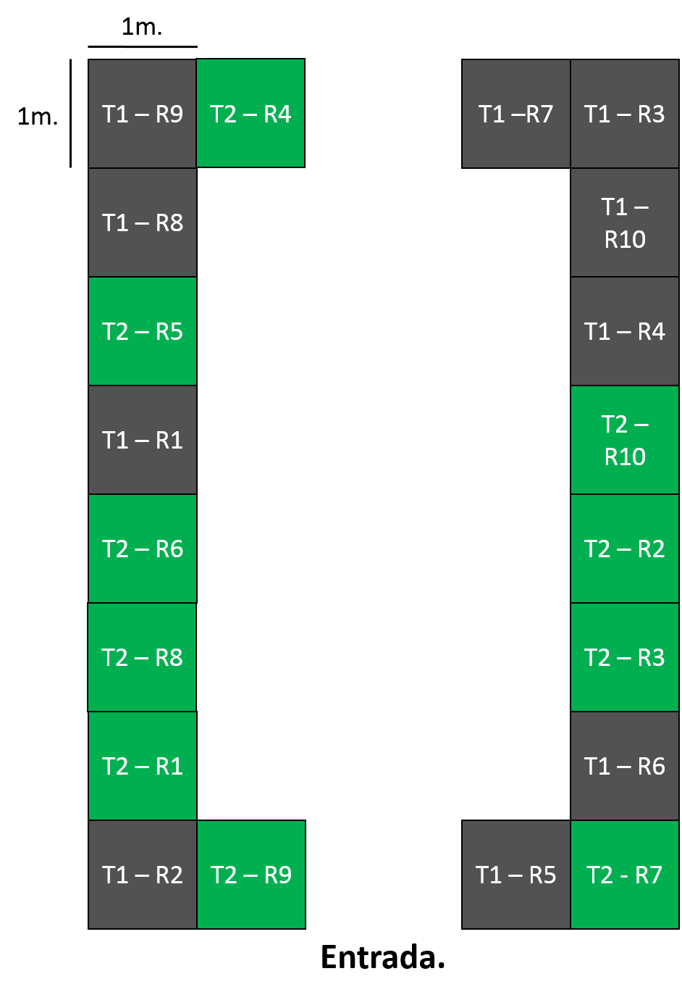 1m.
1m.
T1 – R9
T2 – R4
T1 –R7
T1 – R3
T1 – R8
T1 –
R10
T2 – R5
T1 – R4
T1 – R1
T2 –
R10
T2 – R6
T2 – R2
T2 – R8
T2 – R3
T2 – R1
T1 – R6
T1 – R2
T2 – R9
T1 – R5
T2 - R7
Entrada.